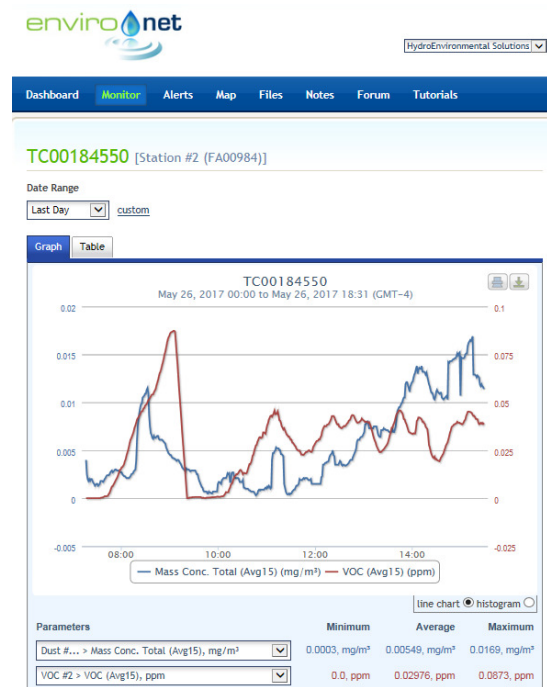 enviro net
HydroEnvironmental Solutions
Dashboard Monitor Alerts Map Files Notes Forum Tutorials
TC00184550 [Station #2 (FA00984)]
Date Range
Last Day custom
Graph Table
TC00184550
May 26, 2017 00:00 to May 26, 2017 18:31 (GMT-4)
0.02 0.1
0.015 0.075
0.01 0.05
0.005 0.025
0 0
-0.005 -0.025
08:00 10:00 12:00 14:00
Mass Conc. Total (Avg15) (mg/m³) VOC (Avg15) (ppm)
line chart histogram
Parameters Minimum Average Maximum
Dust #... > Mass Conc. Total (Avg15), mg/m³ 0.0003, mg/m³ 0.00549, mg/m³ 0.0169, mg/m³
VOC #2 > VOC (Avg15), ppm 0.0, ppm 0.02976, ppm 0.0873, ppm